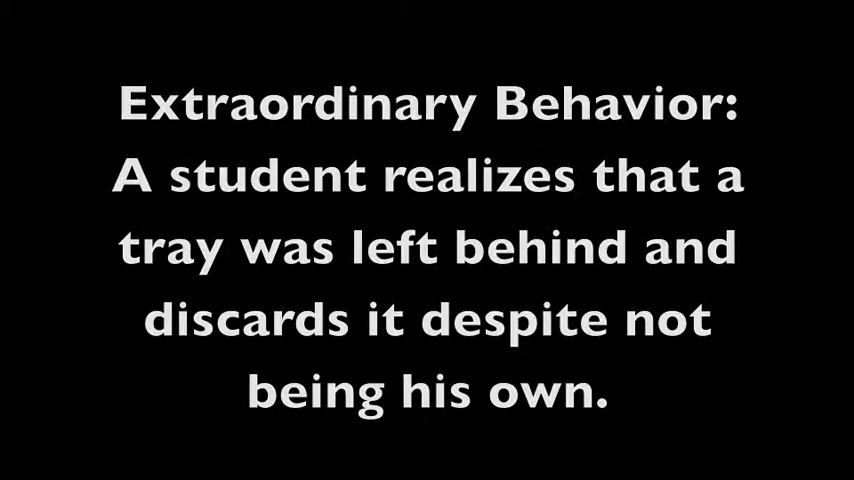 Extraordinary Behavior:
A student realizes that a
tray was left behind and
discards it despite not
being his own.